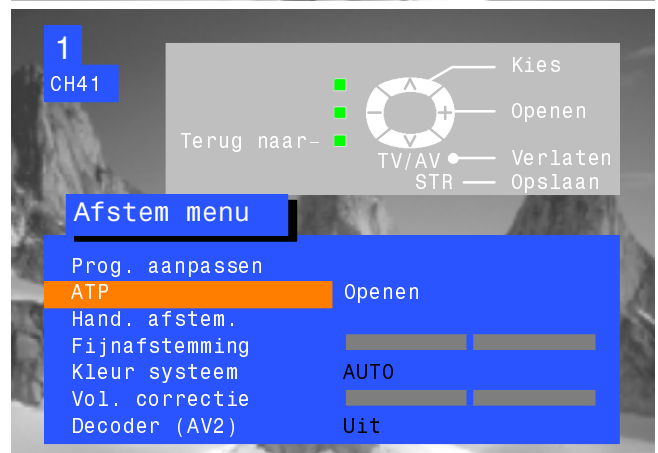 1
CH41
Kies
Openen
Terug naar–
TV/AV Verlaten
STR Opslaan
Afstem menu
Prog. aanpassen
ATP Openen
Hand. afstem.
Fijnafstemming
Kleur systeem AUTO
Vol. correctie
Decoder (AV2) Uit